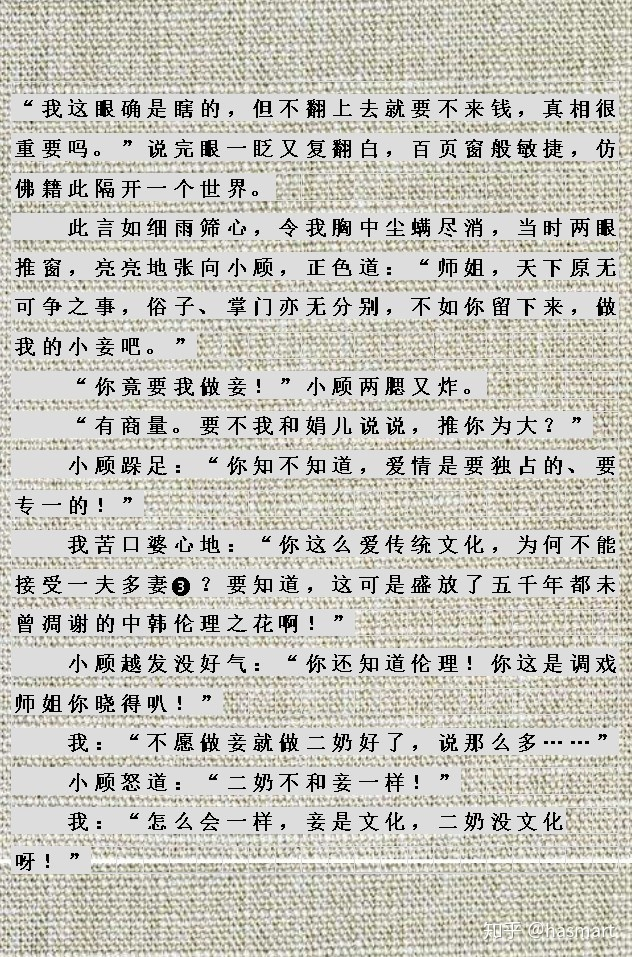 “我这眼确是瞎的，但不翻上去就要不来钱，真相很
重要吗。”说完眼一眨又复翻白，百页窗般敏捷，仿
佛籍此隔开一个世界。
此言如细雨筛心，令我胸中尘螨尽消，当时两眼
推窗，亮亮地张向小顾，正色道：“师姐，天下原无
可争之事，俗子、掌门亦无分别，不如你留下来，做
我的小妾吧。”
“你竟要我做妾！”小顾两腮又炸。
“有商量。要不我和娟儿说说，推你为大？”
小顾跺足：“你知不知道，爱情是要独占的、要
专一的！”
我苦口婆心地：“你这么爱传统文化，为何不能
接受一夫多妻❸？要知道，这可是盛放了五千年都未
曾凋谢的中韩伦理之花啊！”
小顾越发没好气：“你还知道伦理！你这是调戏
师姐你晓得叭！”
我：“不愿做妾就做二奶好了，说那么多……”
小顾怒道：“二奶不和妾一样！”
我：“怎么会一样，妾是文化，二奶没文化
呀！”
知乎 @hasmart